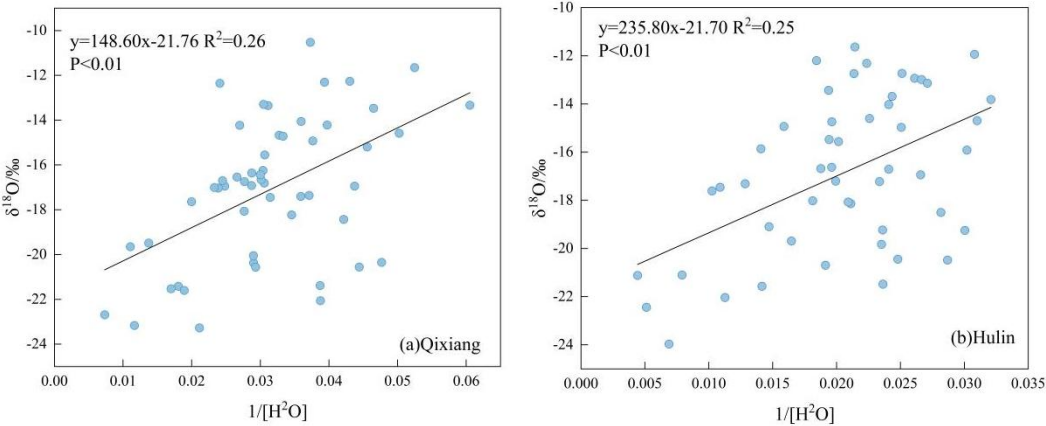 y=148.60x-21.76 R²=0.26
P<0.01
δ¹⁸O/‰
-10
-12
-14
-16
-18
-20
-22
-24
0.00 0.01 0.02 0.03 0.04 0.05 0.06
1/[H²O]
(a)Qixiang
y=235.80x-21.70 R²=0.25
P<0.01
δ¹⁸O/‰
-10
-12
-14
-16
-18
-20
-22
-24
0.000 0.005 0.010 0.015 0.020 0.025 0.030 0.035
1/[H²O]
(b)Hulin